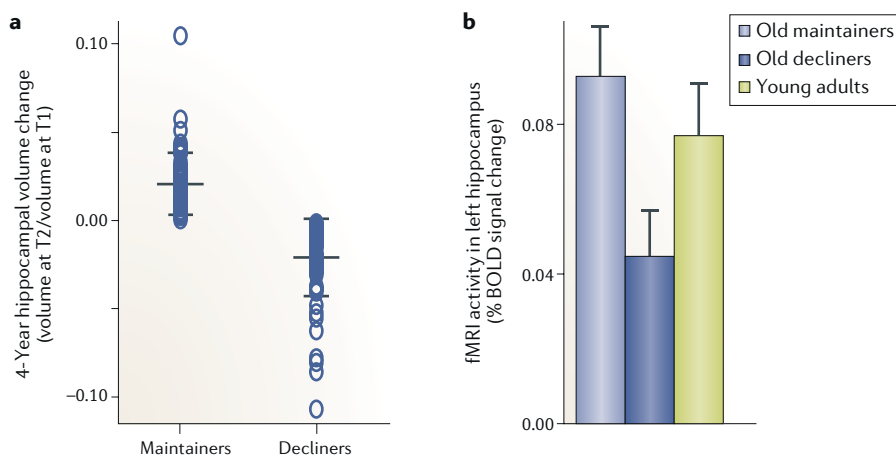 a
4-Year hippocampal volume change
(volume at T2/volume at T1)
0.10
0.00
−0.10
Maintainers
Decliners
b
fMRI activity in left hippocampus
(% BOLD signal change)
0.08
0.04
0.00
Old maintainers
Old decliners
Young adults